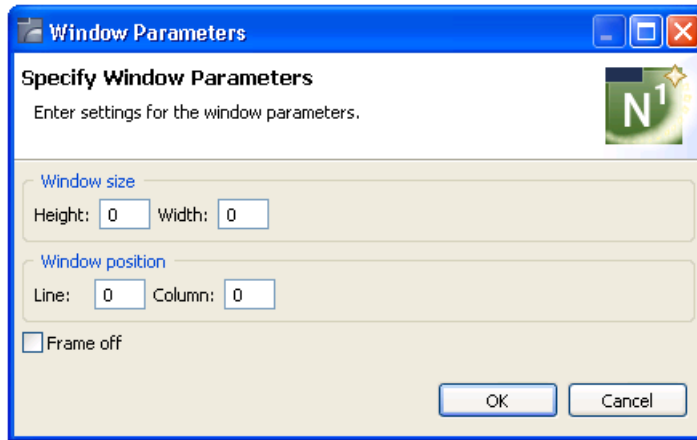 Window Parameters
Specify Window Parameters
Enter settings for the window parameters.
N1
Window size
Height: 0 Width: 0
Window position
Line: 0 Column: 0
Frame off
OK Cancel